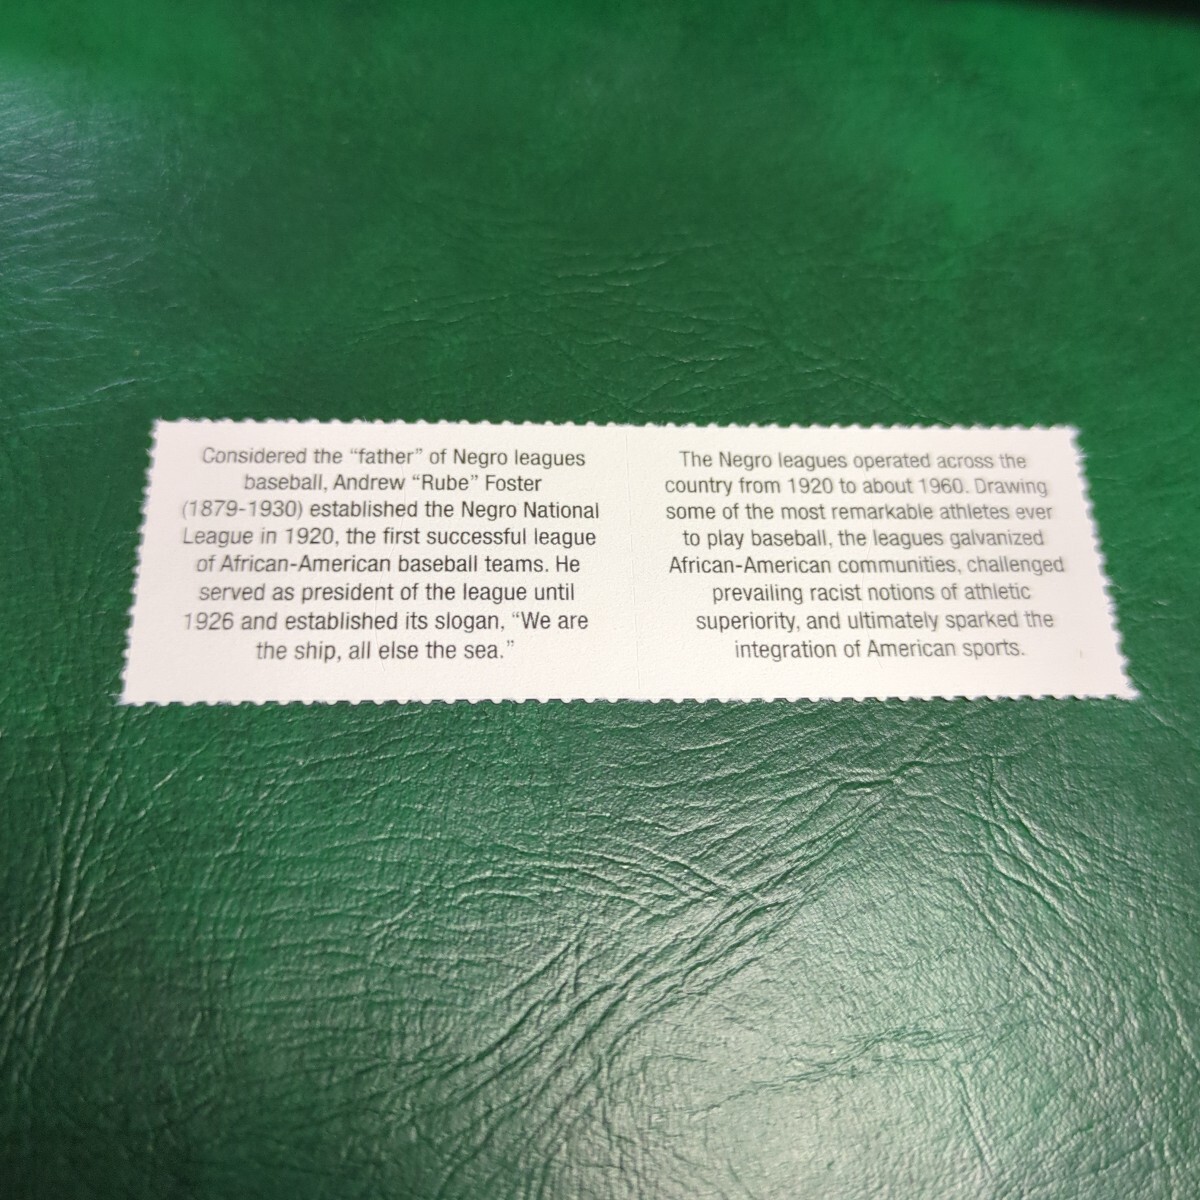 Considered the “father” of Negro leagues
baseball, Andrew “Rube” Foster
(1879-1930) established the Negro National
League in 1920, the first successful league
of African-American baseball teams. He
served as president of the league until
1926 and established its slogan, “We are
the ship, all else the sea.”
The Negro leagues operated across the
country from 1920 to about 1960. Drawing
some of the most remarkable athletes ever
to play baseball, the leagues galvanized
African-American communities, challenged
prevailing racist notions of athletic
superiority, and ultimately sparked the
integration of American sports.